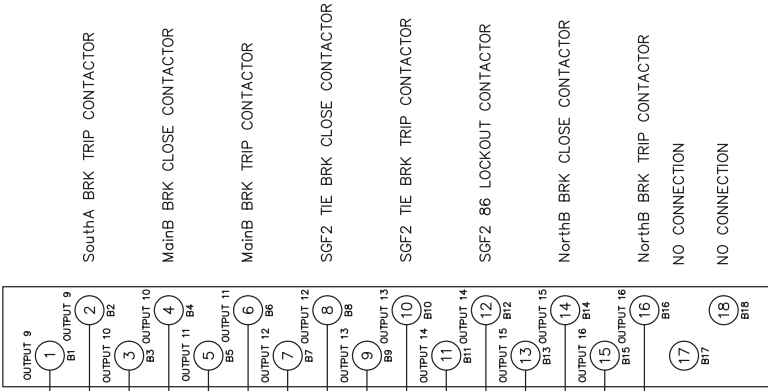 SouthA BRK TRIP CONTACTOR
MainB BRK CLOSE CONTACTOR
MainB BRK TRIP CONTACTOR
SGF2 TIE BRK CLOSE CONTACTOR
SGF2 TIE BRK TRIP CONTACTOR
SGF2 86 LOCKOUT CONTACTOR
NorthB BRK CLOSE CONTACTOR
NorthB BRK TRIP CONTACTOR
NO CONNECTION
NO CONNECTION
OUTPUT 9
1
B1
OUTPUT 9
2
B2
OUTPUT 10
3
B3
OUTPUT 10
4
B4
OUTPUT 11
5
B5
OUTPUT 11
6
B6
OUTPUT 12
7
B7
OUTPUT 12
8
B8
OUTPUT 13
9
B9
OUTPUT 13
10
B10
OUTPUT 14
11
B11
OUTPUT 14
12
B12
OUTPUT 15
13
B13
OUTPUT 15
14
B14
OUTPUT 16
15
B15
OUTPUT 16
16
B16
17
B17
18
B18